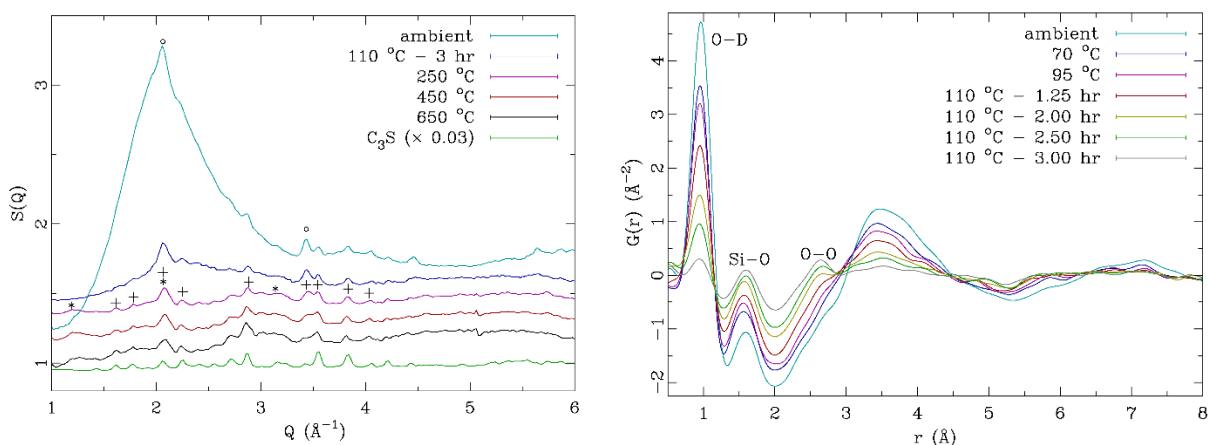 ambient
110 °C − 3 hr
250 °C
450 °C
650 °C
C₃S (× 0.03)
S(Q)
3
2
1
1 2 3 4 5 6
Q (Å⁻¹)
ambient
70 °C
95 °C
110 °C − 1.25 hr
110 °C − 2.00 hr
110 °C − 2.50 hr
110 °C − 3.00 hr
O−D
Si−O
O−O
G(r) (Å⁻²)
4
3
2
1
0
−1
−2
1 2 3 4 5 6 7 8
r (Å)